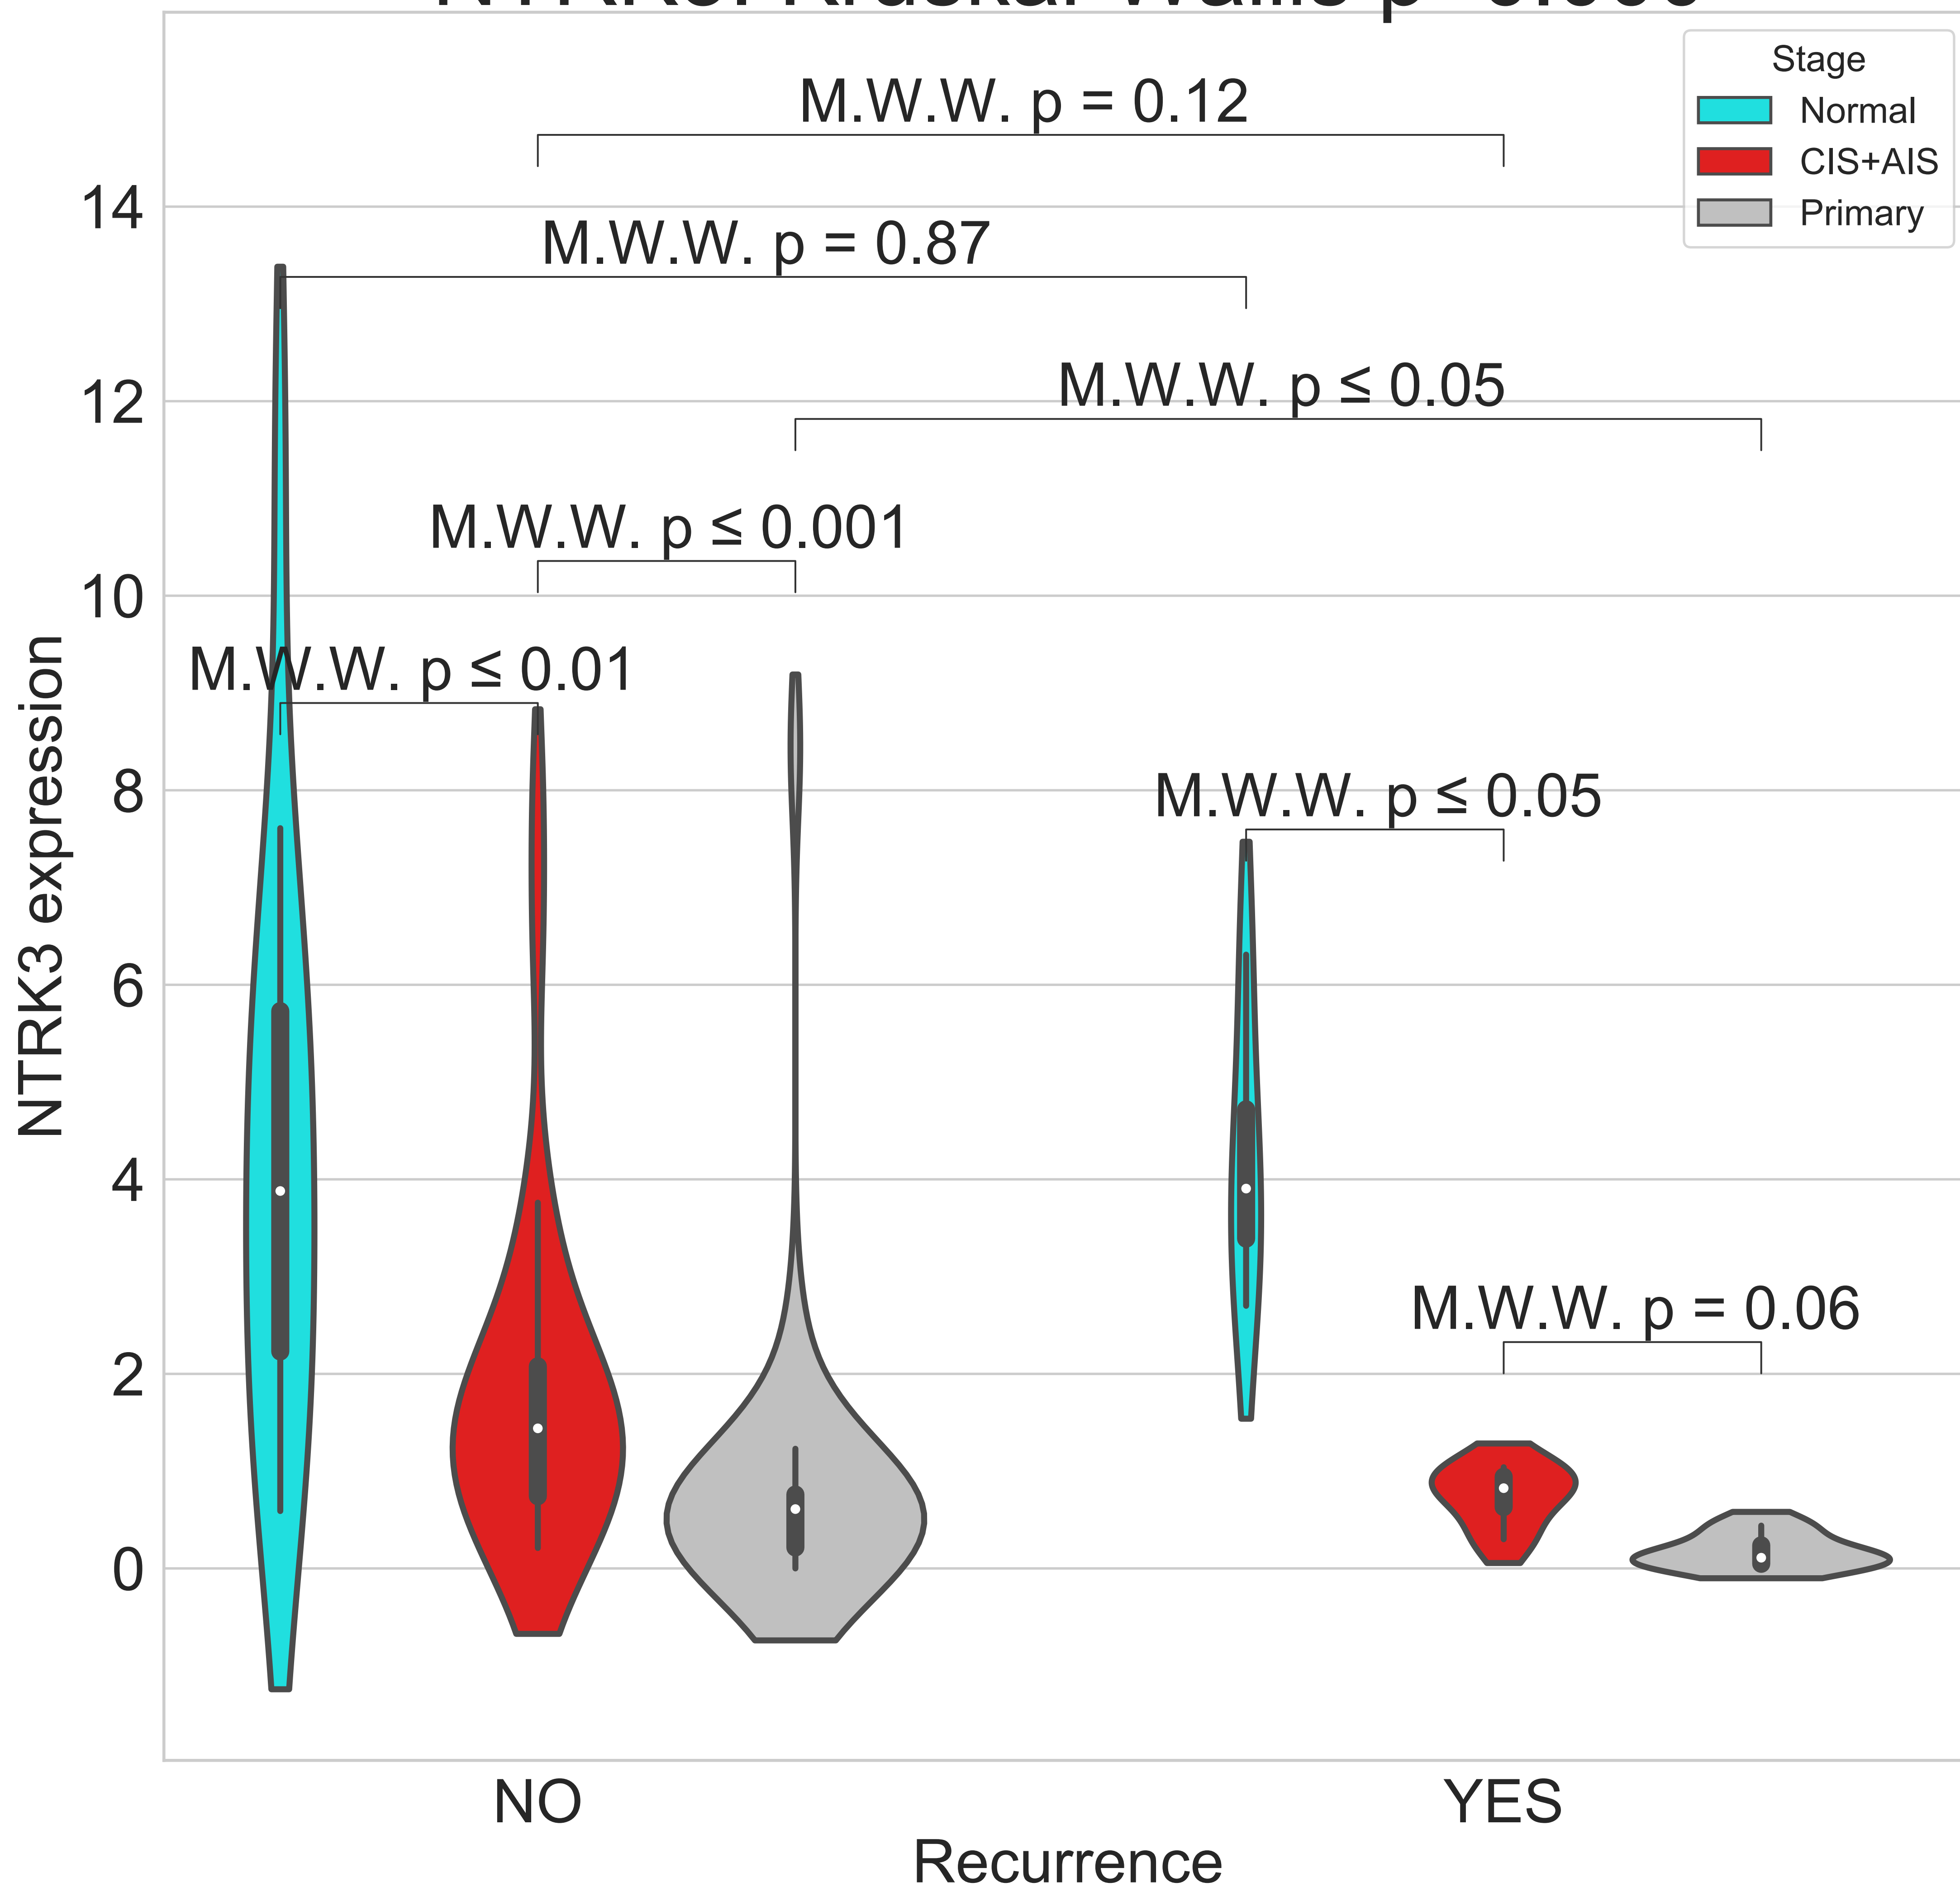 Stage
Normal
CIS+AIS
Primary
M.W.W. p = 0.12
M.W.W. p = 0.87
M.W.W. p ≤ 0.05
M.W.W. p ≤ 0.001
M.W.W. p ≤ 0.01
M.W.W. p ≤ 0.05
M.W.W. p = 0.06
14
12
10
8
6
4
2
0
NTRK3 expression
NO
YES
Recurrence